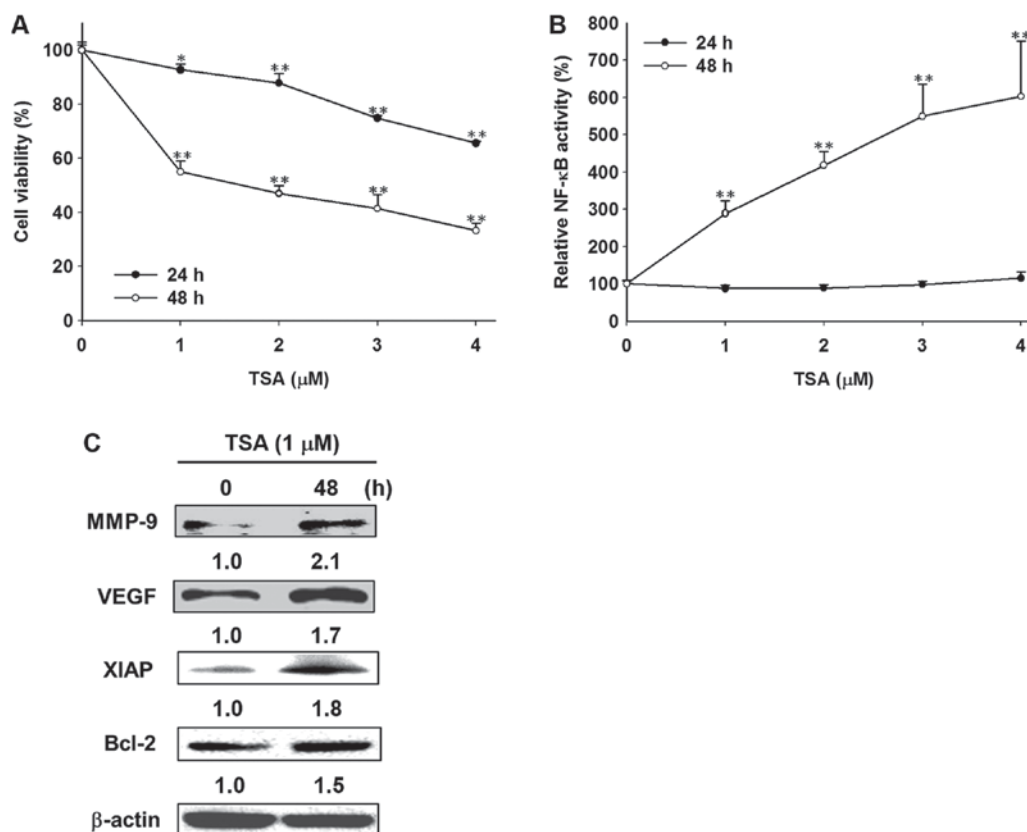 A
Cell viability (%)
100
80
60
40
20
0
*
**
**
**
**
**
**
**
24 h
48 h
0 1 2 3 4
TSA (μM)
B
Relative NF-κB activity (%)
800
700
600
500
400
300
200
100
0
24 h
48 h
**
**
**
**
0 1 2 3 4
TSA (μM)
C
TSA (1 μM)
0 48 (h)
MMP-9
1.0 2.1
VEGF
1.0 1.7
XIAP
1.0 1.8
Bcl-2
1.0 1.5
β-actin